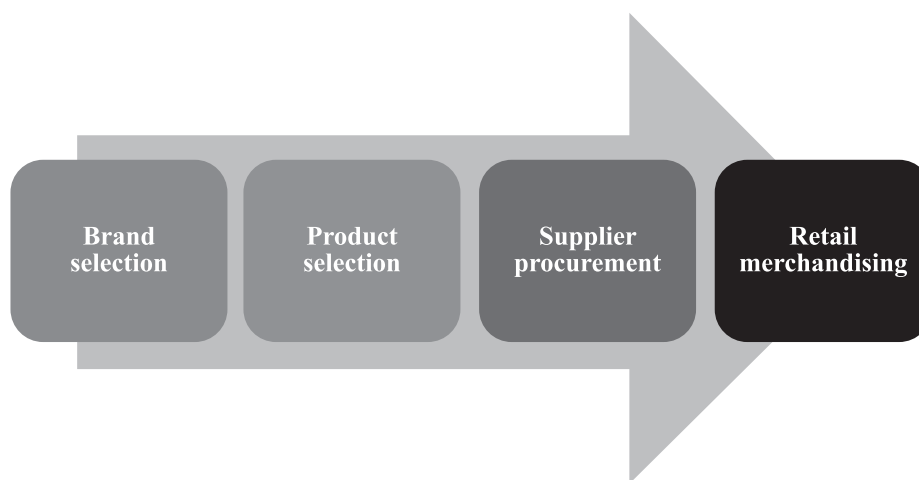 Brand
selection
Product
selection
Supplier
procurement
Retail
merchandising